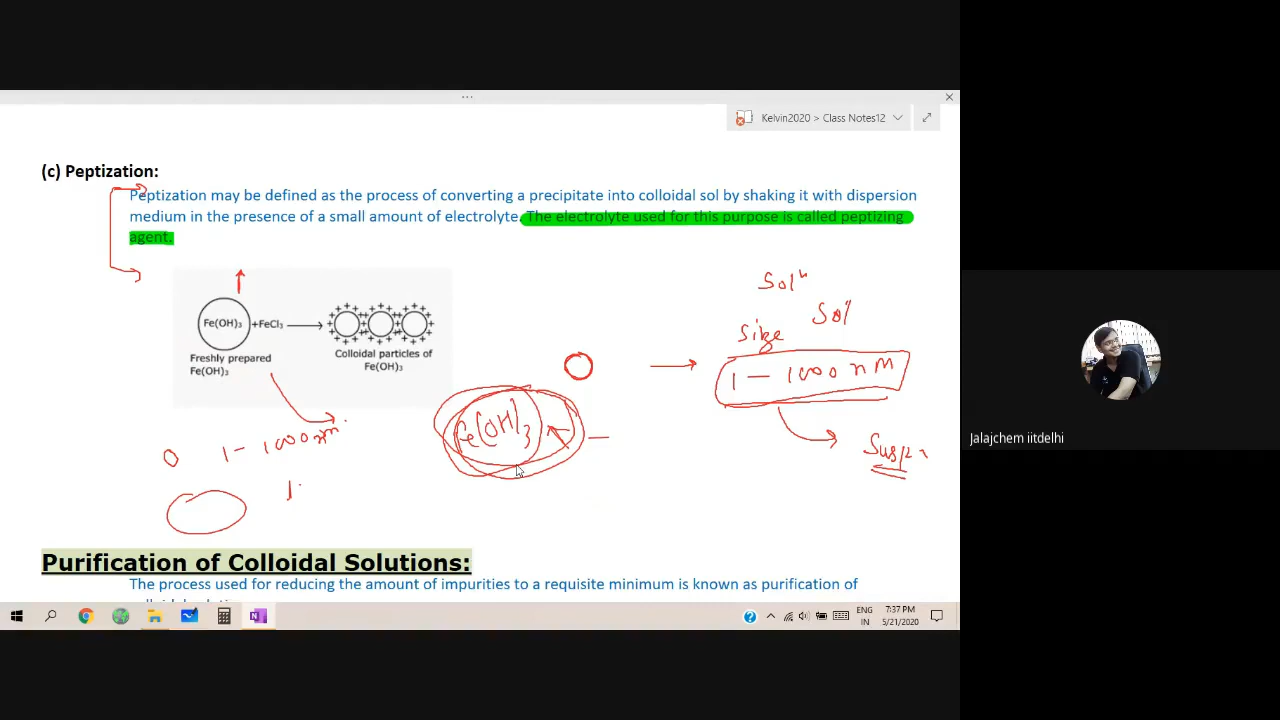 Kelvin2020 > Class Notes12
(c) Peptization:
Peptization may be defined as the process of converting a precipitate into colloidal sol by shaking it with dispersion
medium in the presence of a small amount of electrolyte. The electrolyte used for this purpose is called peptizing
agent.
Fe(OH)₃ +FeCl₃
Freshly prepared
Fe(OH)₃
Colloidal particles of
Fe(OH)₃
Solⁿ
Sol
Size
1 – 1000 nm
Fe(OH)₃
1 – 1000 nm
Purification of Colloidal Solutions:
The process used for reducing the amount of impurities to a requisite minimum is known as purification of
ENG
IN
7:37 PM
5/21/2020
Jalajchem iitdelhi